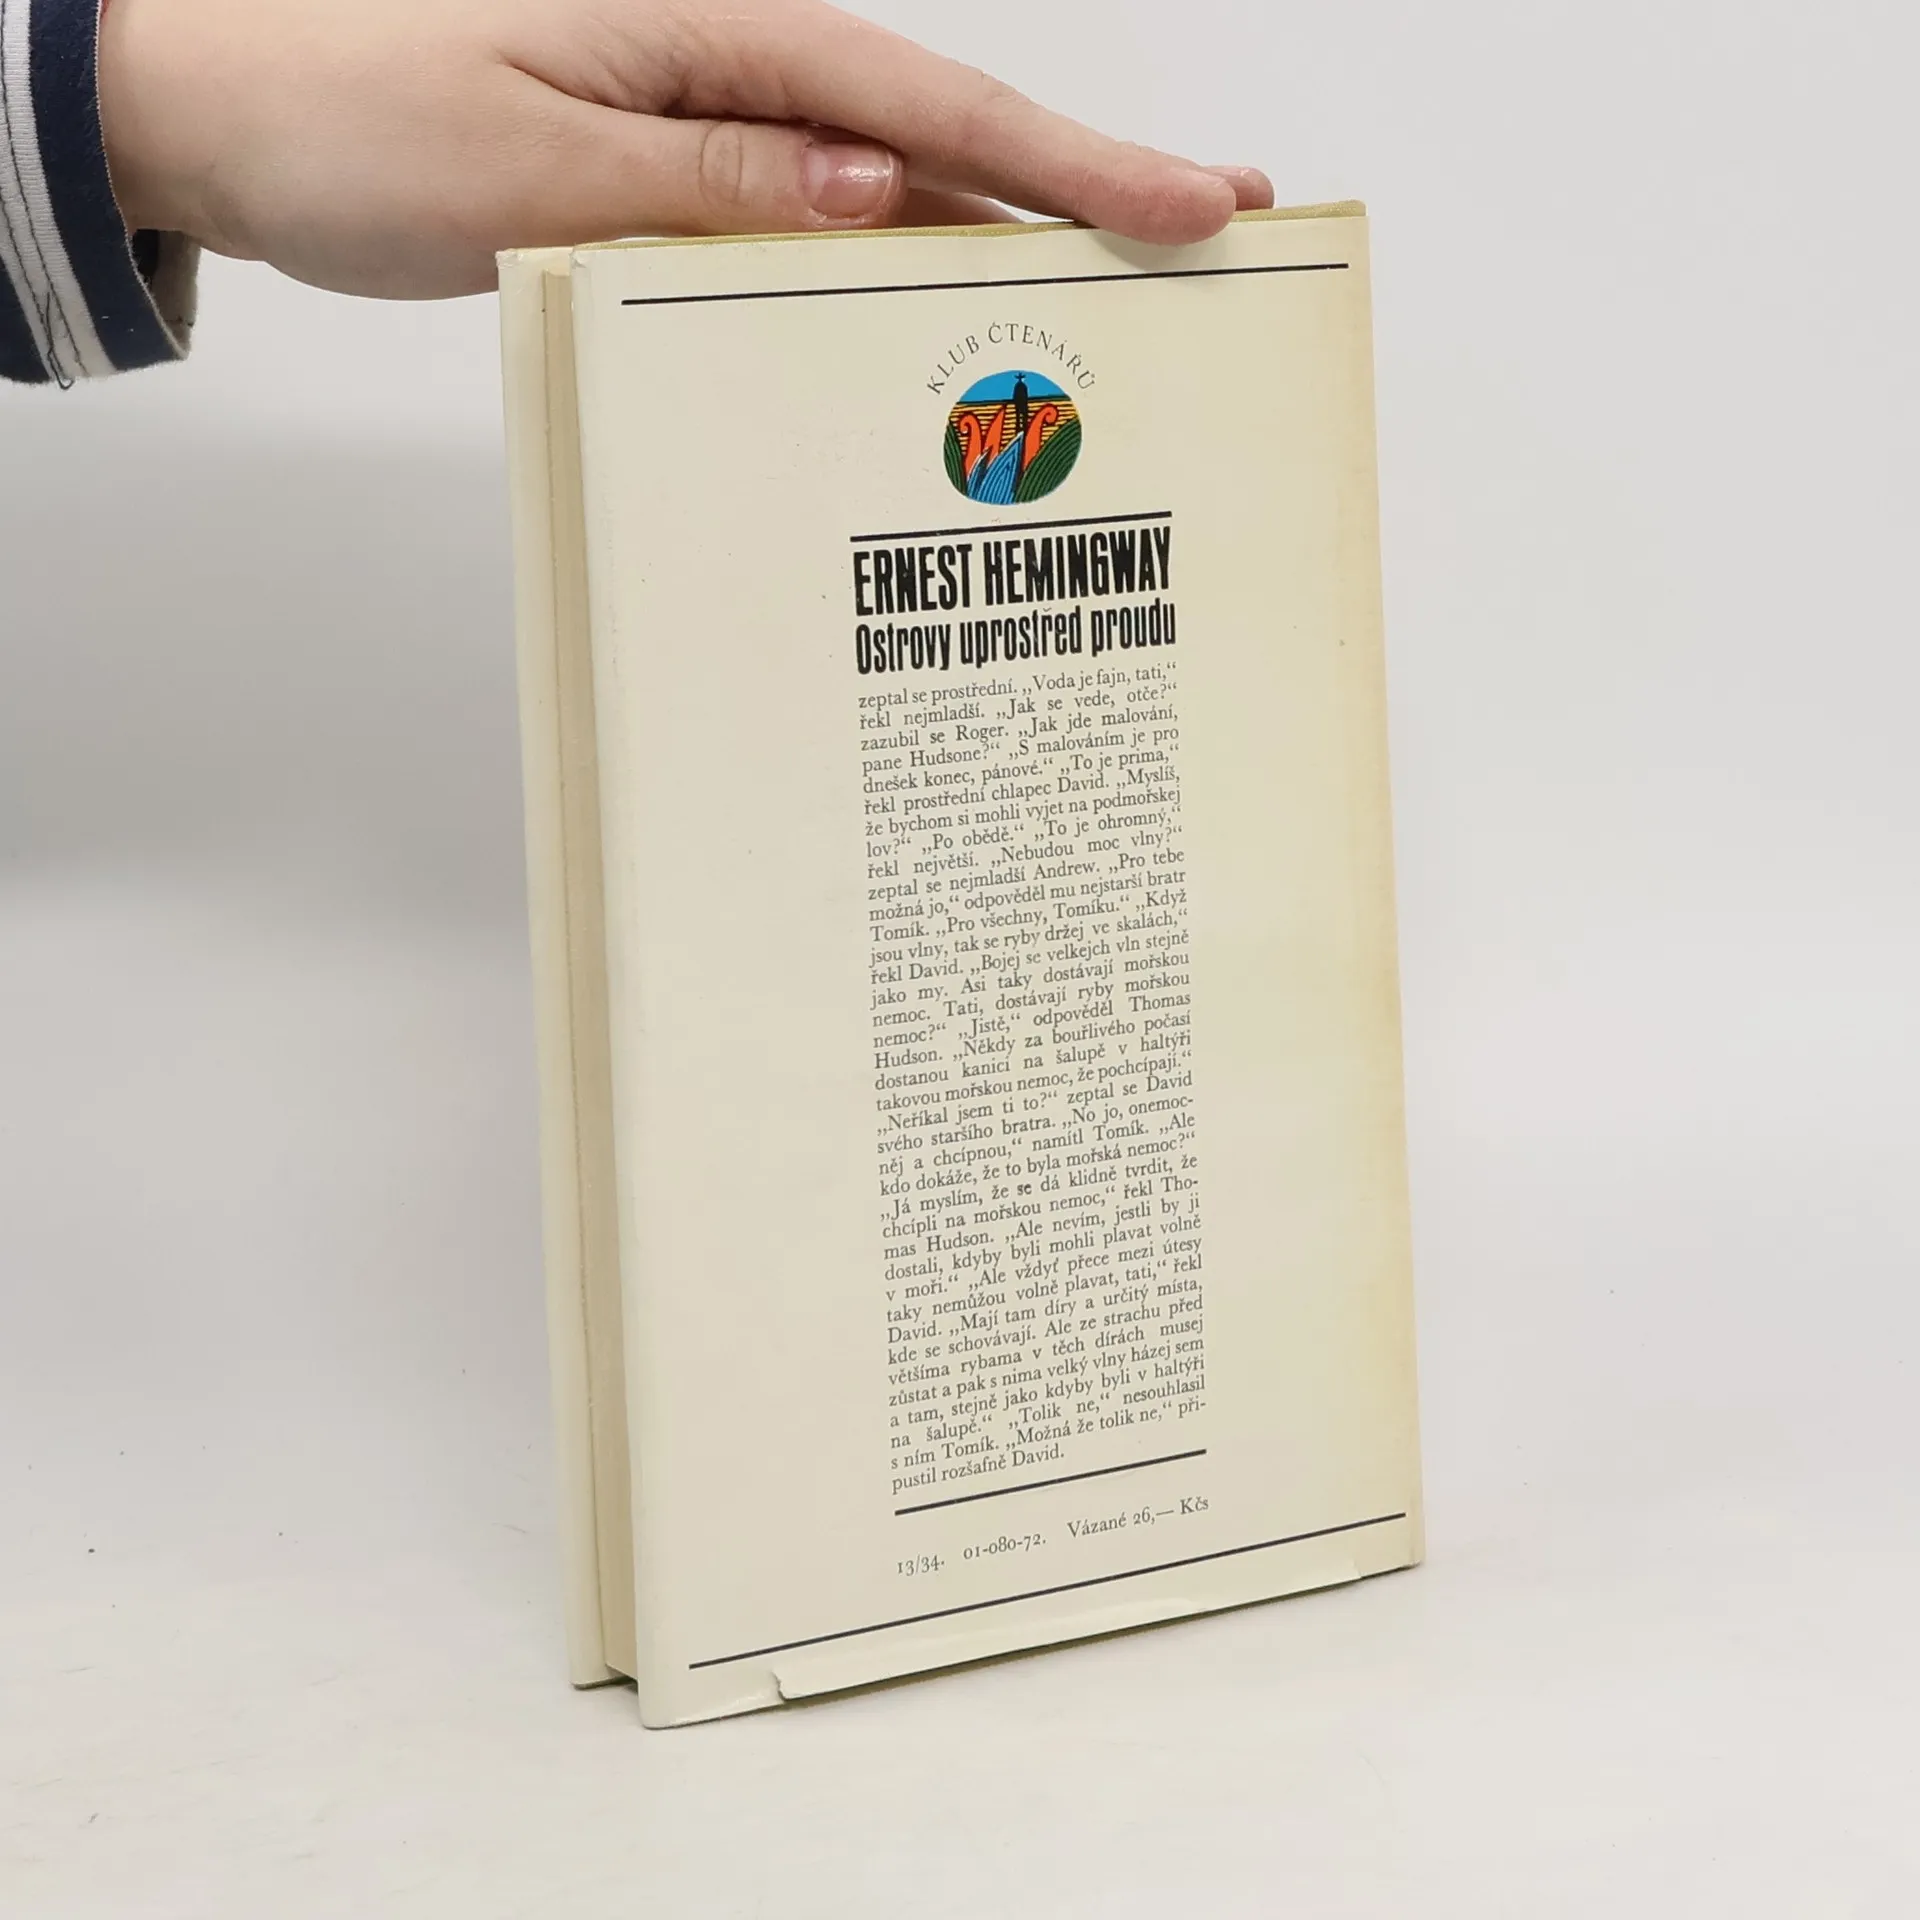 KLUB ČTENÁŘŮ
ERNEST HEMINGWAY
Ostrovy uprostřed proudu
zeptal se prostřední. „Voda je fajn, tati,“
řekl nejmladší. „Jak se vede, otče?“
zazubil se Roger. „Jak jde malování,
pane Hudsone?“ „S malováním je pro
dnešek konec, pánové.“ „To je prima,“
řekl prostřední chlapec David. „Myslíš,
že bychom si mohli vyjet na podmořskej
lov?“ „Po obědě.“ „To je ohromný,“
řekl největší. „Nebudou moc vlny?“
zeptal se nejmladší Andrew. „Pro tebe
možná jo,“ odpověděl mu nejstarší bratr
Tomík. „Pro všechny, Tomíku.“ „Když
jsou vlny, tak se ryby držej ve skalách,“
řekl David. „Bojej se velkejch vln stejně
jako my. Asi taky dostávají mořskou
nemoc. Tati, dostávají ryby mořskou
nemoc?“ „Jistě,“ odpověděl Thomas
Hudson. „Někdy za bouřlivého počasí
dostanou kanici na šalupě v haltýři
takovou mořskou nemoc, že pochcípají.“
„Neříkal jsem ti to?“ zeptal se David
svého staršího bratra. „No jo, onemoc-
něj a chcípnou,“ namítl Tomík. „Ale
kdo dokáže, že to byla mořská nemoc?“
„Já myslím, že se dá klidně tvrdit, že
chcípli na mořskou nemoc,“ řekl Tho-
mas Hudson. „Ale nevím, jestli by ji
dostali, kdyby byli mohli plavat volně
v moři.“ „Ale vždyť přece mezi útesy
taky nemůžou volně plavat, tati,“ řekl
David. „Mají tam díry a určitý místa,
kde se schovávají. Ale ze strachu před
většíma rybama v těch dírách musej
zůstat a pak s nima velký vlny házej sem
a tam, stejně jako kdyby byli v haltýři
na šalupě.“ „Tolik ne,“ nesouhlasil
s ním Tomík. „Možná že tolik ne,“ při-
pustil rozšafně David.
13/34. 01-080-72. Vázané 26,— Kčs